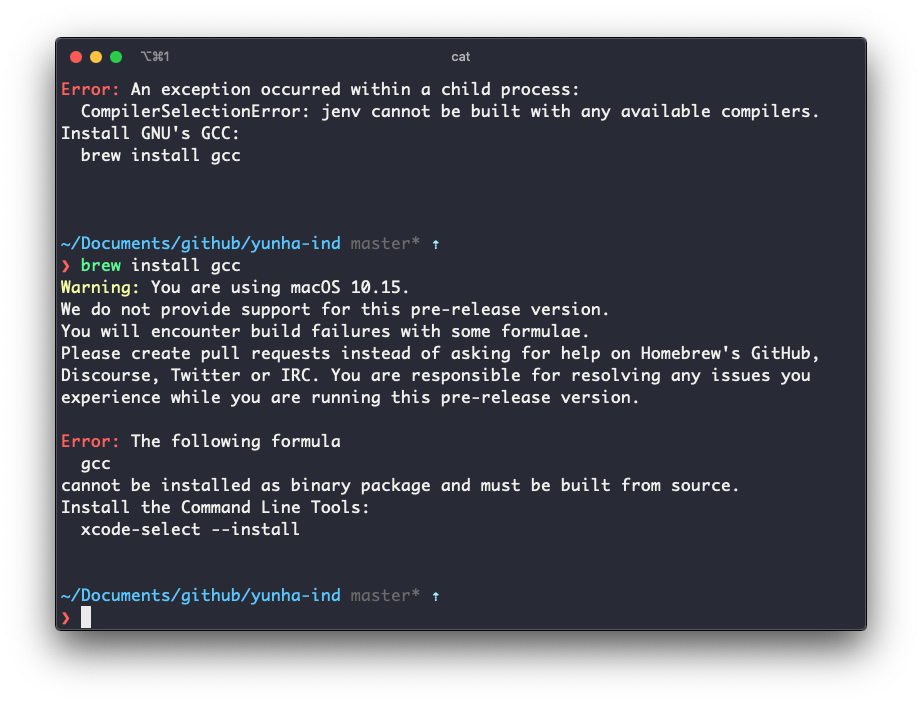 ⌥⌘1
cat
Error: An exception occurred within a child process:
CompilerSelectionError: jenv cannot be built with any available compilers.
Install GNU's GCC:
brew install gcc
~/Documents/github/yunha-ind master* ↑
❯ brew install gcc
Warning: You are using macOS 10.15.
We do not provide support for this pre-release version.
You will encounter build failures with some formulae.
Please create pull requests instead of asking for help on Homebrew's GitHub,
Discourse, Twitter or IRC. You are responsible for resolving any issues you
experience while you are running this pre-release version.
Error: The following formula
gcc
cannot be installed as binary package and must be built from source.
Install the Command Line Tools:
xcode-select --install
~/Documents/github/yunha-ind master* ↑
❯